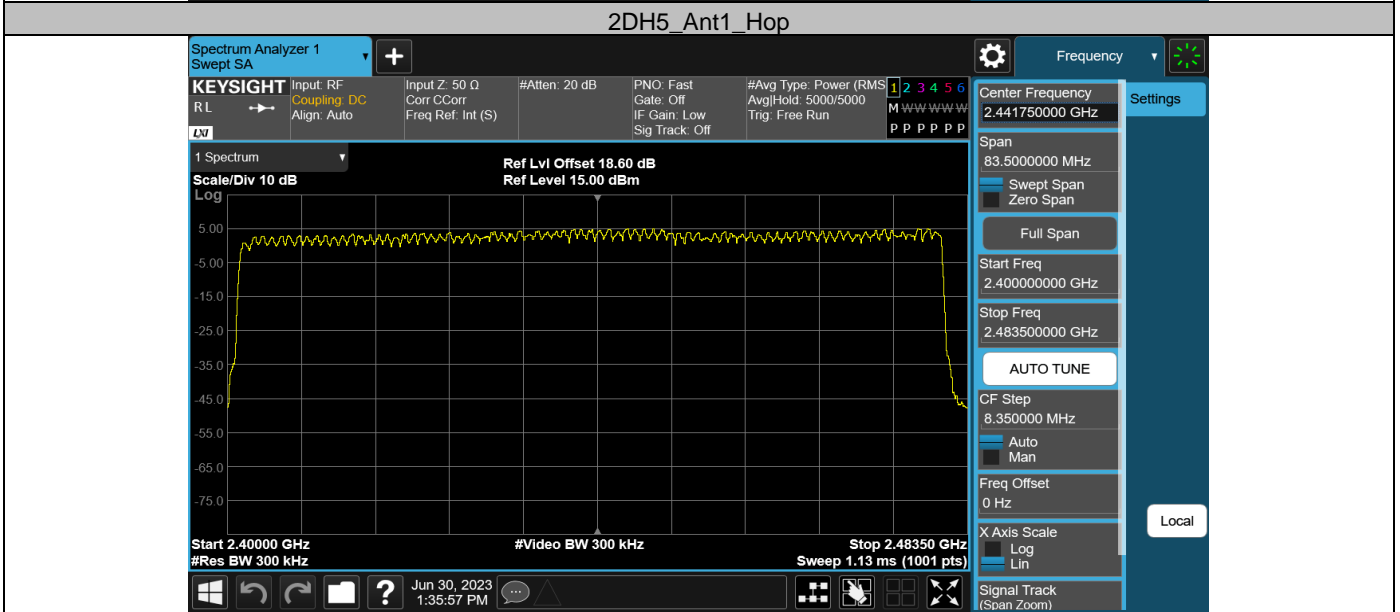 2DH5_Ant1_Hop
Spectrum Analyzer 1
Swept SA
Frequency
KEYSIGHT
RL
LXI
Input: RF
Coupling: DC
Align: Auto
Input Z: 50 Ω
Corr CCorr
Freq Ref: Int (S)
#Atten: 20 dB
PNO: Fast
Gate: Off
IF Gain: Low
Sig Track: Off
#Avg Type: Power (RMS
Avg|Hold: 5000/5000
Trig: Free Run
1 2 3 4 5 6
M W W W W W
P P P P P P
1 Spectrum
Scale/Div 10 dB
Ref Lvl Offset 18.60 dB
Ref Level 15.00 dBm
Log
5.00
-5.00
-15.0
-25.0
-35.0
-45.0
-55.0
-65.0
-75.0
Start 2.40000 GHz
#Res BW 300 kHz
#Video BW 300 kHz
Stop 2.48350 GHz
Sweep 1.13 ms (1001 pts)
Center Frequency
2.441750000 GHz
Span
83.5000000 MHz
Swept Span
Zero Span
Full Span
Start Freq
2.400000000 GHz
Stop Freq
2.483500000 GHz
AUTO TUNE
CF Step
8.350000 MHz
Auto
Man
Freq Offset
0 Hz
X Axis Scale
Log
Lin
Signal Track
(Span Zoom)
Settings
Local
?
Jun 30, 2023
1:35:57 PM